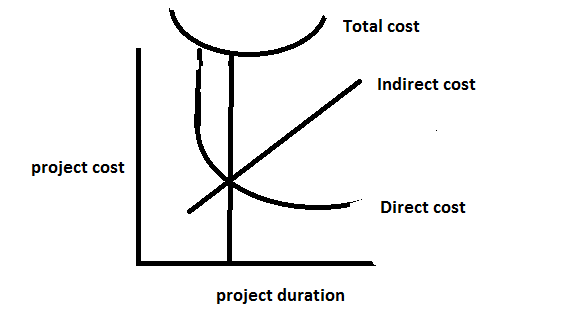 Total cost
Indirect cost
project cost
Direct cost
project duration